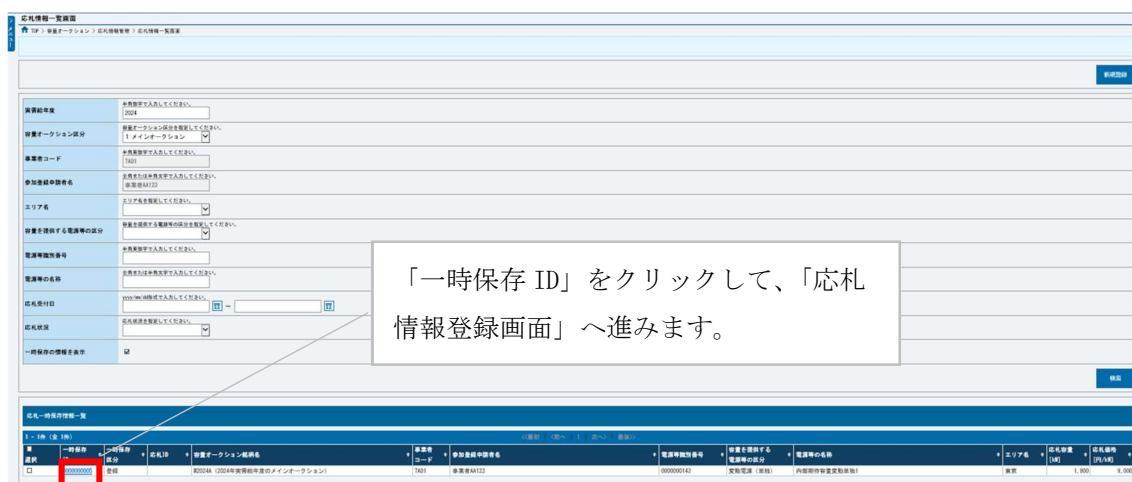 応札情報一覧画面
TOP > 容量オークション > 応札情報管理 > 応札情報一覧画面
メニュー
新規登録
実需給年度
半角数字で入力してください。
2024
容量オークション区分
容量オークション区分を指定してください。
1:メインオークション
事業者コード
半角英数字で入力してください。
TA01
参加登録申請者名
全角または半角文字で入力してください。
事業者AA123
エリア名
エリア名を指定してください。
容量を提供する電源等の区分
容量を提供する電源等の区分を指定してください。
電源等識別番号
半角英数字で入力してください。
電源等の名称
全角または半角文字で入力してください。
応札受付日
yyyy/mm/dd形式で入力してください。
~
応札状況
応札状況を指定してください。
一時保存の情報を表示
「一時保存 ID」をクリックして、「応札
情報登録画面」へ進みます。
検索
応札一時保存情報一覧
1 - 1件 (全 1件)
<<最初 <前へ 1 次へ> 最後>>
選択 一時保存 一時保存区分 応札ID 容量オークション銘柄名 事業者コード 参加登録申請者名 電源等識別番号 容量を提供する電源等の区分 電源等の名称 エリア名 応札容量[kW] 応札価格[円/kW]
0000000005 登録 M2024A (2024年実需給年度のメインオークション) TA01 事業者AA123 0000000142 変動電源（単独） 内部期待容量変動単独1 東京 1,900 9,000